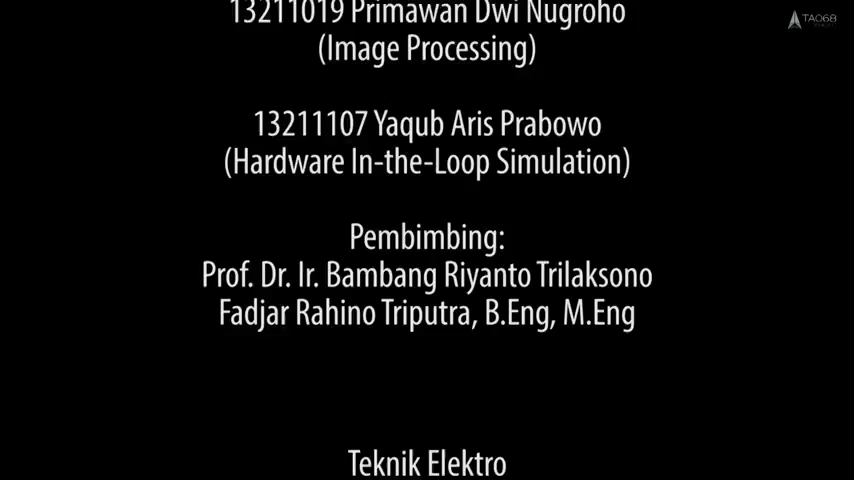 13211019 Primawan Dwi Nugroho
(Image Processing)
13211107 Yaqub Aris Prabowo
(Hardware In-the-Loop Simulation)
Pembimbing:
Prof. Dr. Ir. Bambang Riyanto Trilaksono
Fadjar Rahino Triputra, B.Eng, M.Eng
Teknik Elektro
TA068